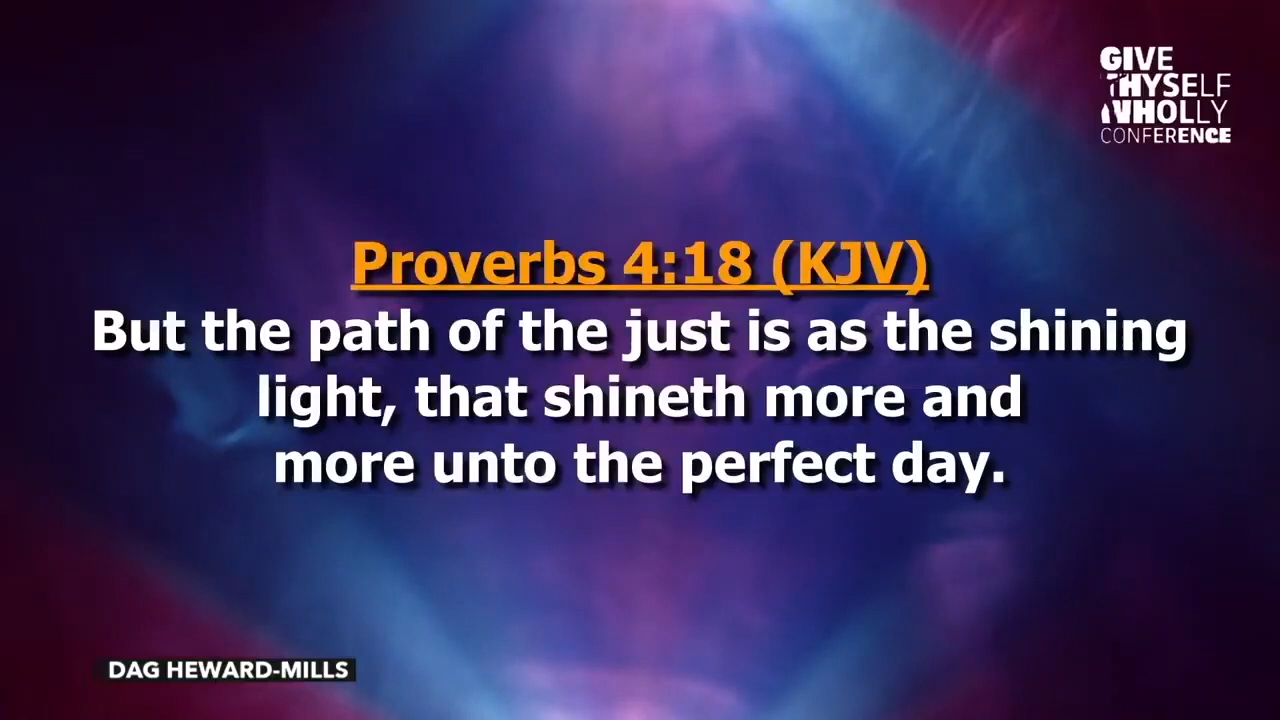 GIVE
THYSELF
WHOLLY
CONFERENCE
Proverbs 4:18 (KJV)
But the path of the just is as the shining
light, that shineth more and
more unto the perfect day.
DAG HEWARD-MILLS